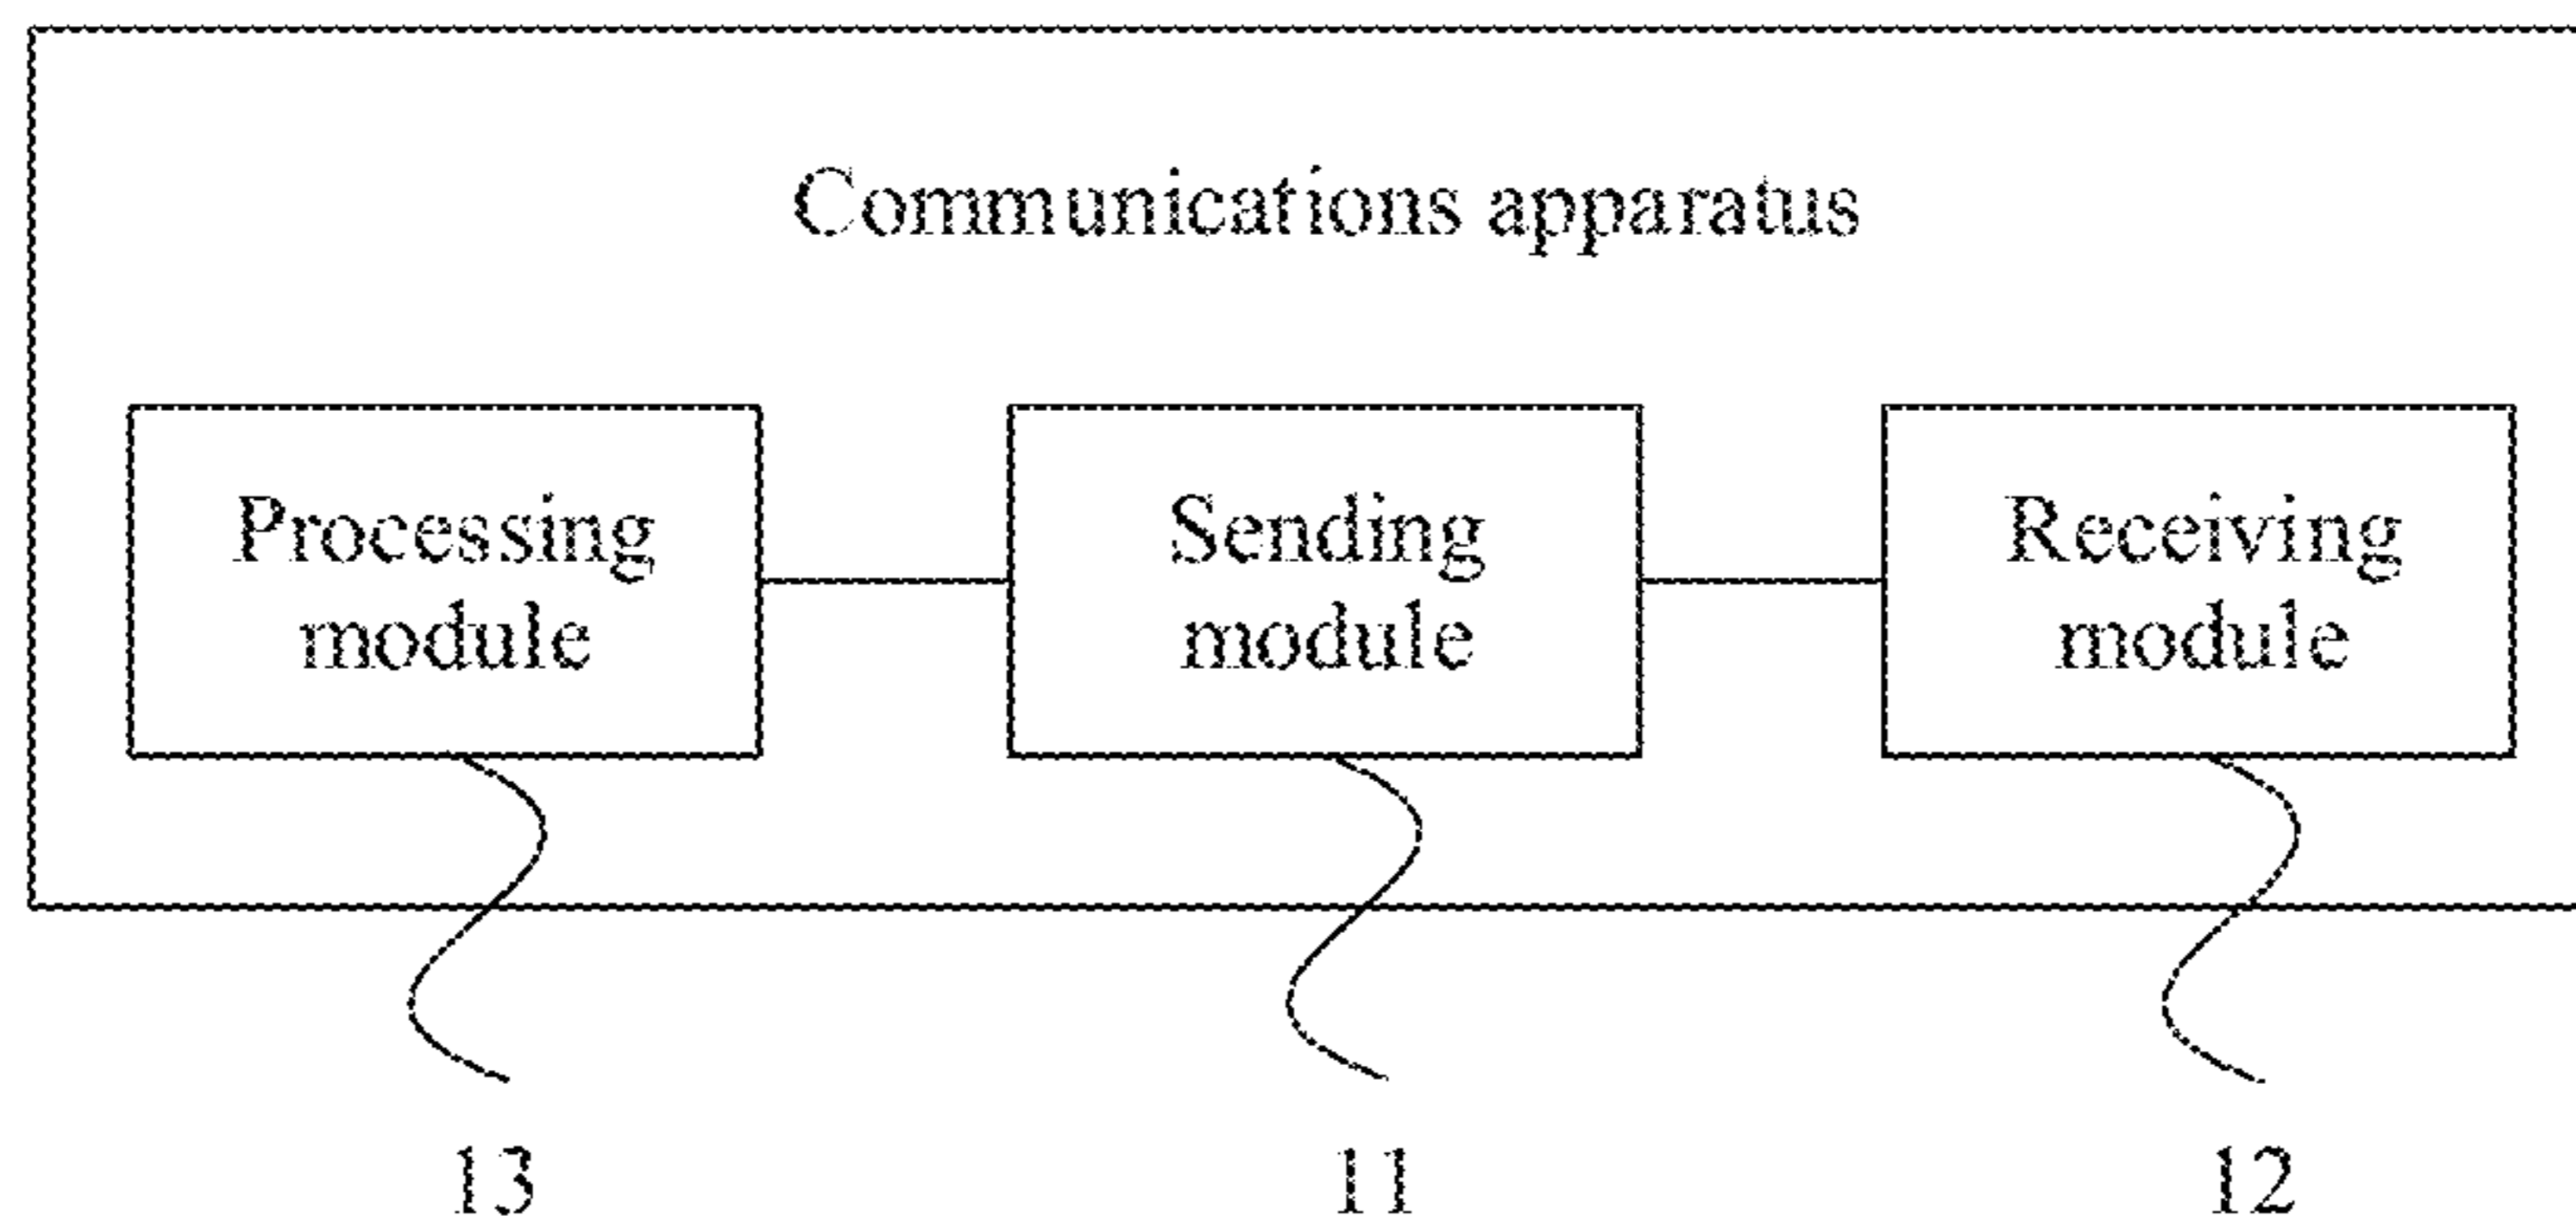 Communications apparatus
Processing
module
Sending
module
Receiving
module
13
11
12